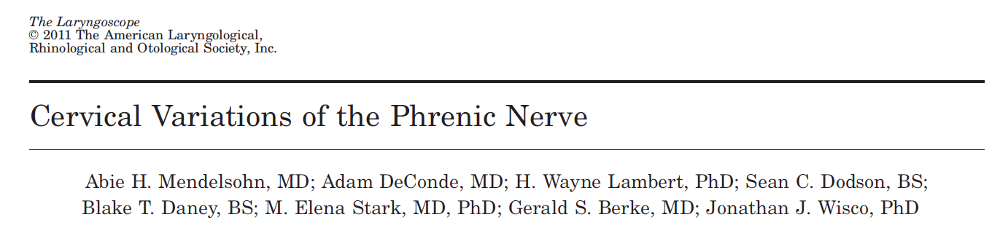 The Laryngoscope
© 2011 The American Laryngological,
Rhinological and Otological Society, Inc.
Cervical Variations of the Phrenic Nerve
Abie H. Mendelsohn, MD; Adam DeConde, MD; H. Wayne Lambert, PhD; Sean C. Dodson, BS;
Blake T. Daney, BS; M. Elena Stark, MD, PhD; Gerald S. Berke, MD; Jonathan J. Wisco, PhD